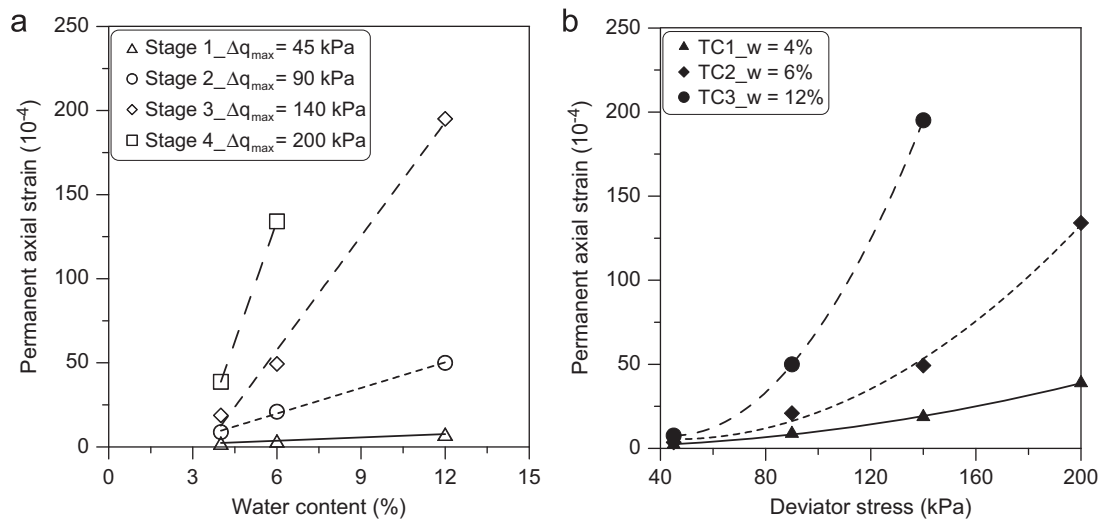 a
250
200
150
100
50
0
Permanent axial strain (10⁻⁴)
Stage 1_Δqmax= 45 kPa
Stage 2_Δqmax= 90 kPa
Stage 3_Δqmax= 140 kPa
Stage 4_Δqmax= 200 kPa
0 3 6 9 12 15
Water content (%)
b
250
200
150
100
50
0
Permanent axial strain (10⁻⁴)
TC1_w = 4%
TC2_w = 6%
TC3_w = 12%
40 80 120 160 200
Deviator stress (kPa)